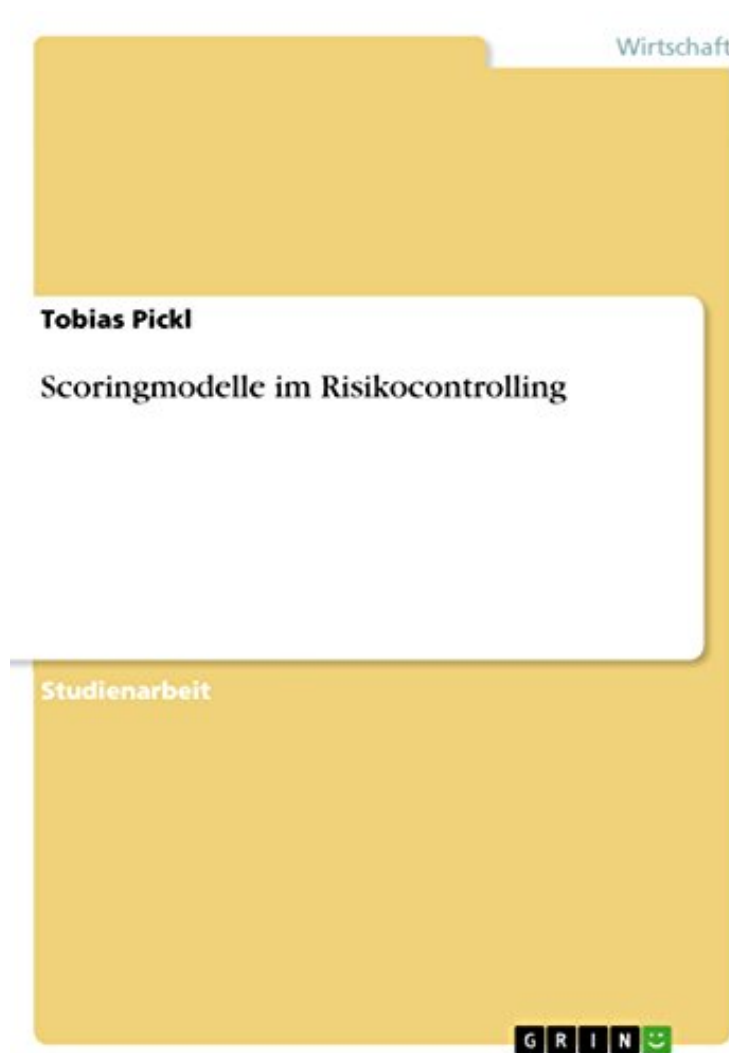 Wirtschaft
Tobias Pickl
Scoringmodelle im Risikocontrolling
Studienarbeit
GRIN